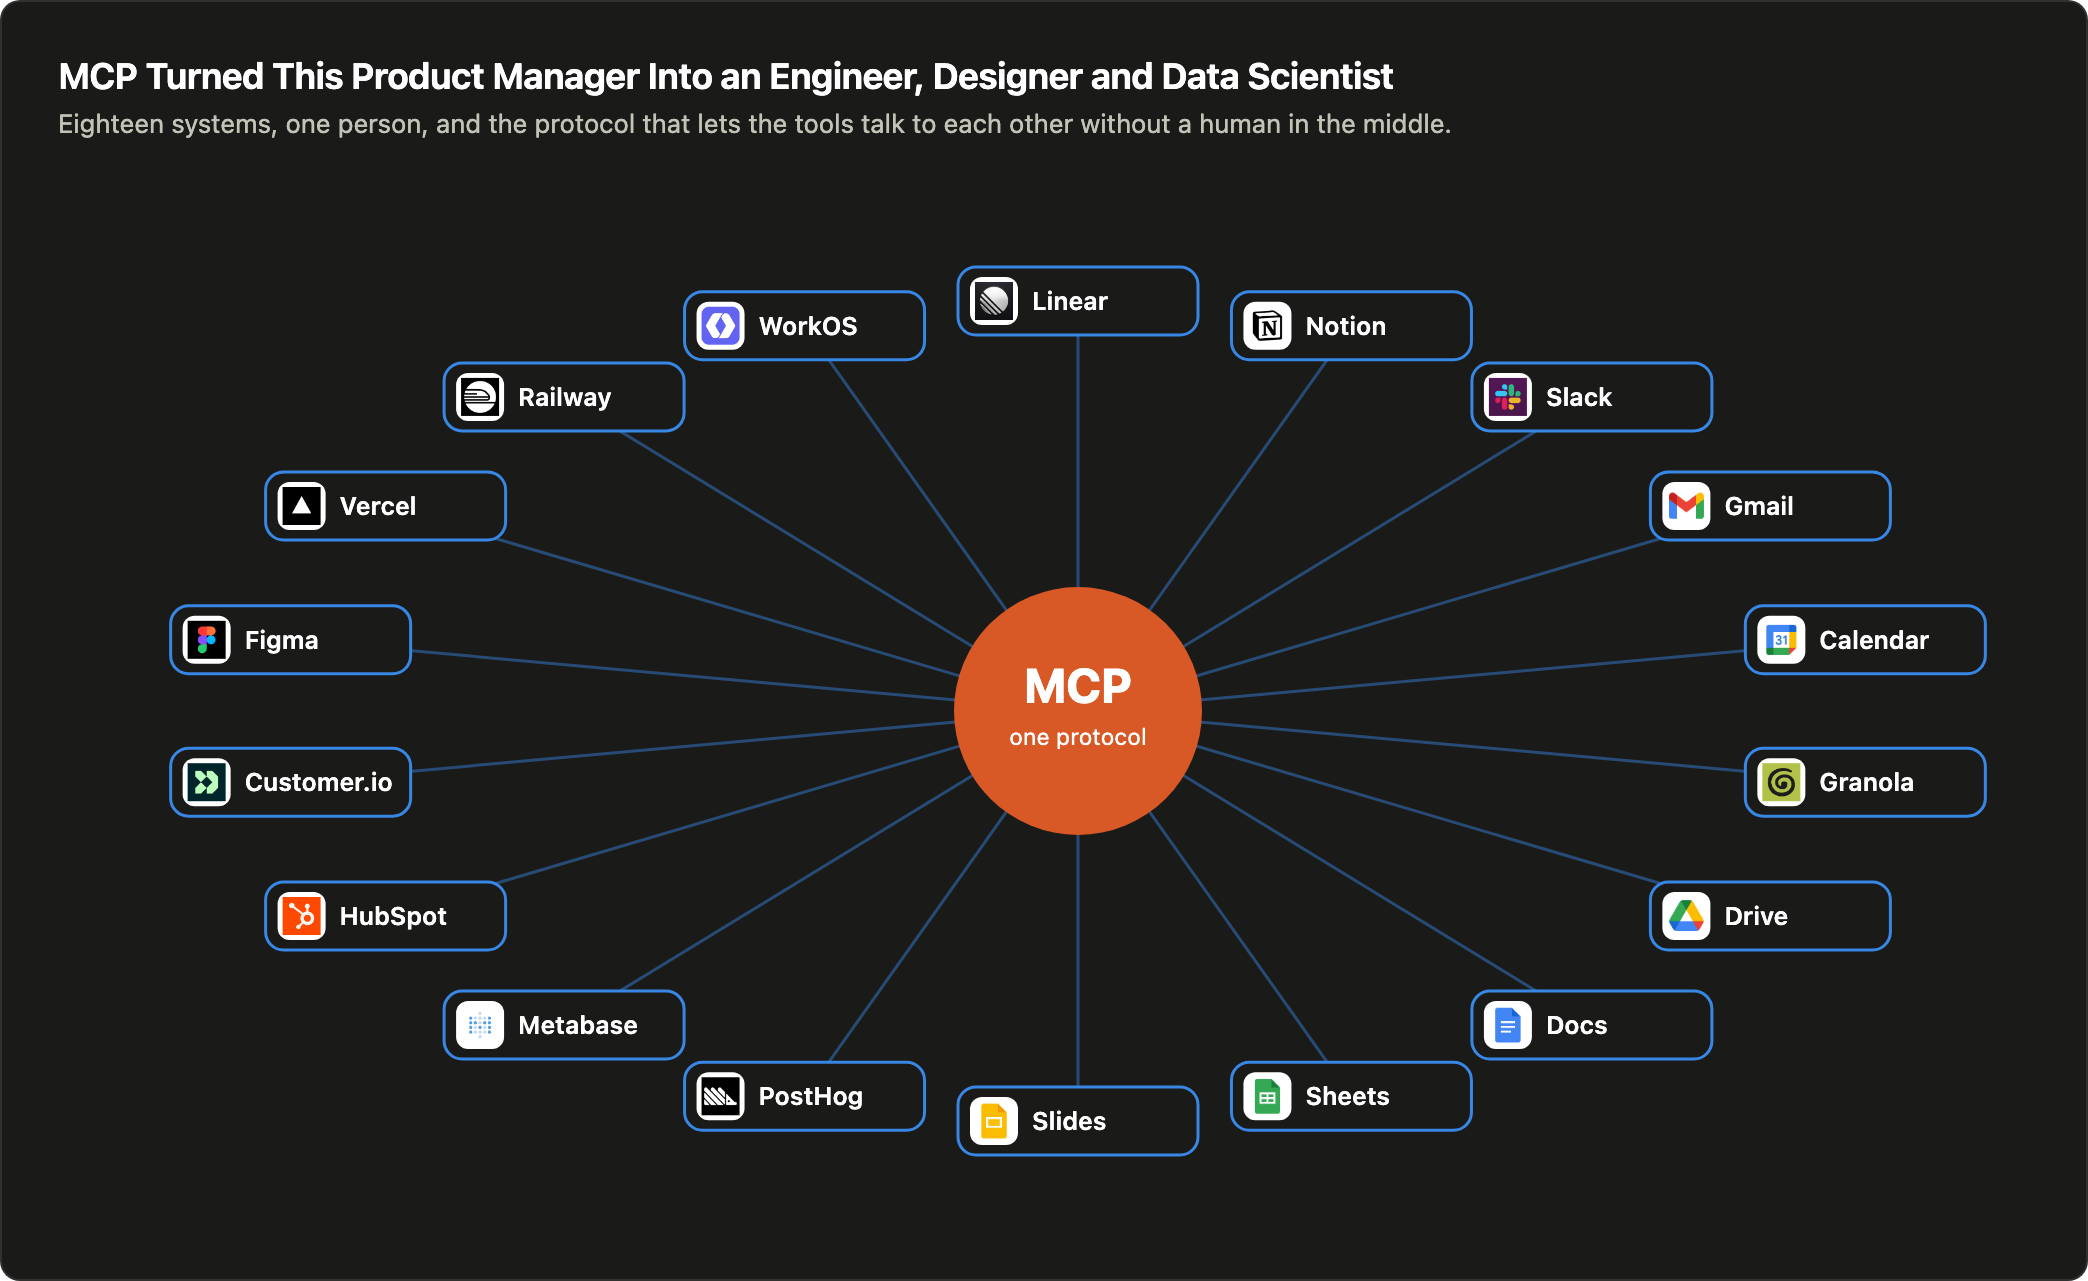 MCP Turned This Product Manager Into an Engineer, Designer and Data Scientist
Eighteen systems, one person, and the protocol that lets the tools talk to each other without a human in the middle.
Linear
WorkOS
Notion
Railway
Slack
Vercel
Gmail
Figma
31
Calendar
MCP
one protocol
Customer.io
Granola
HubSpot
Drive
Metabase
Docs
PostHog
Sheets
Slides